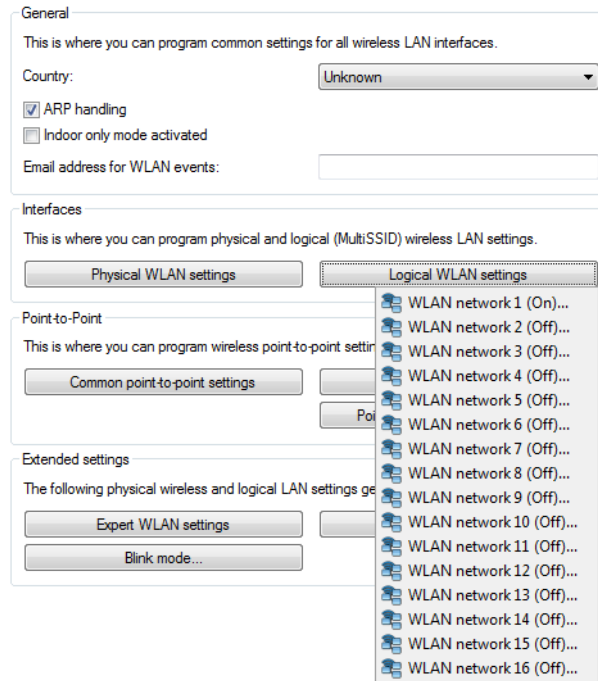 General
This is where you can program common settings for all wireless LAN interfaces.
Country:
Unknown
ARP handling
Indoor only mode activated
Email address for WLAN events:
Interfaces
This is where you can program physical and logical (MultiSSID) wireless LAN settings.
Physical WLAN settings
Logical WLAN settings
WLAN network 1 (On)...
WLAN network 2 (Off)...
WLAN network 3 (Off)...
WLAN network 4 (Off)...
WLAN network 5 (Off)...
WLAN network 6 (Off)...
WLAN network 7 (Off)...
WLAN network 8 (Off)...
WLAN network 9 (Off)...
WLAN network 10 (Off)...
WLAN network 11 (Off)...
WLAN network 12 (Off)...
WLAN network 13 (Off)...
WLAN network 14 (Off)...
WLAN network 15 (Off)...
WLAN network 16 (Off)...
Point-to-Point
This is where you can program wireless point-to-point
Common point-to-point settings
Extended settings
The following physical wireless and logical LAN settings
Expert WLAN settings
Blink mode...